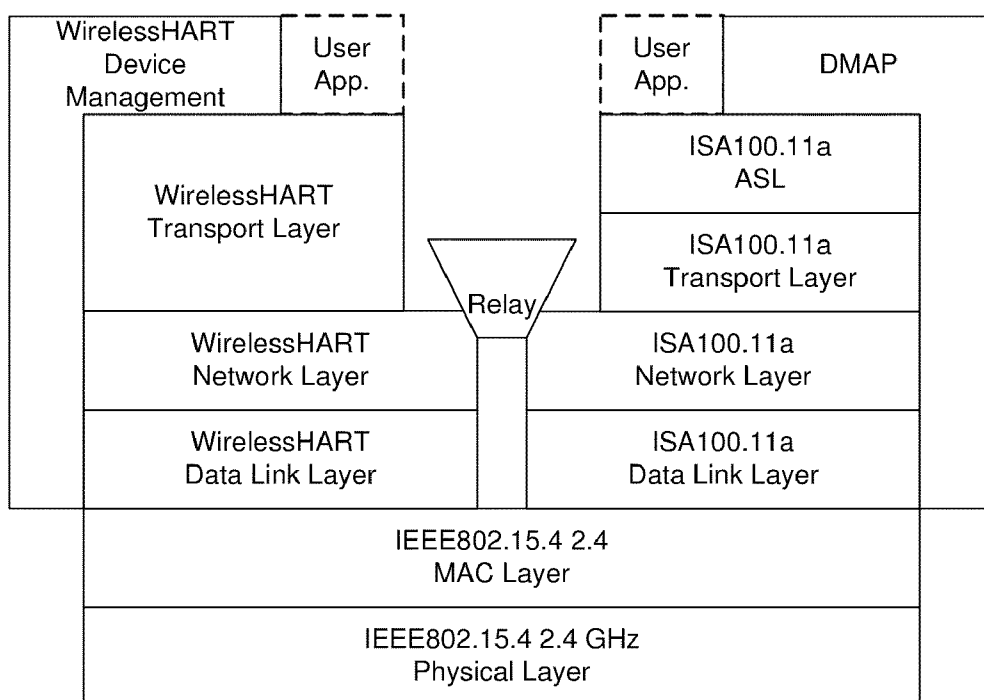 WirelessHART
Device
Management
User
App.
User
App.
DMAP
WirelessHART
Transport Layer
ISA100.11a
ASL
ISA100.11a
Transport Layer
Relay
WirelessHART
Network Layer
ISA100.11a
Network Layer
WirelessHART
Data Link Layer
ISA100.11a
Data Link Layer
IEEE802.15.4 2.4
MAC Layer
IEEE802.15.4 2.4 GHz
Physical Layer